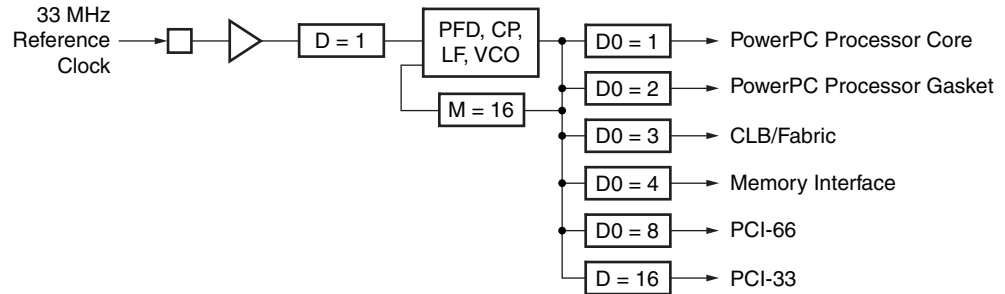 33 MHz
Reference
Clock
D = 1
PFD, CP,
LF, VCO
M = 16
D0 = 1
PowerPC Processor Core
D0 = 2
PowerPC Processor Gasket
D0 = 3
CLB/Fabric
D0 = 4
Memory Interface
D0 = 8
PCI-66
D = 16
PCI-33